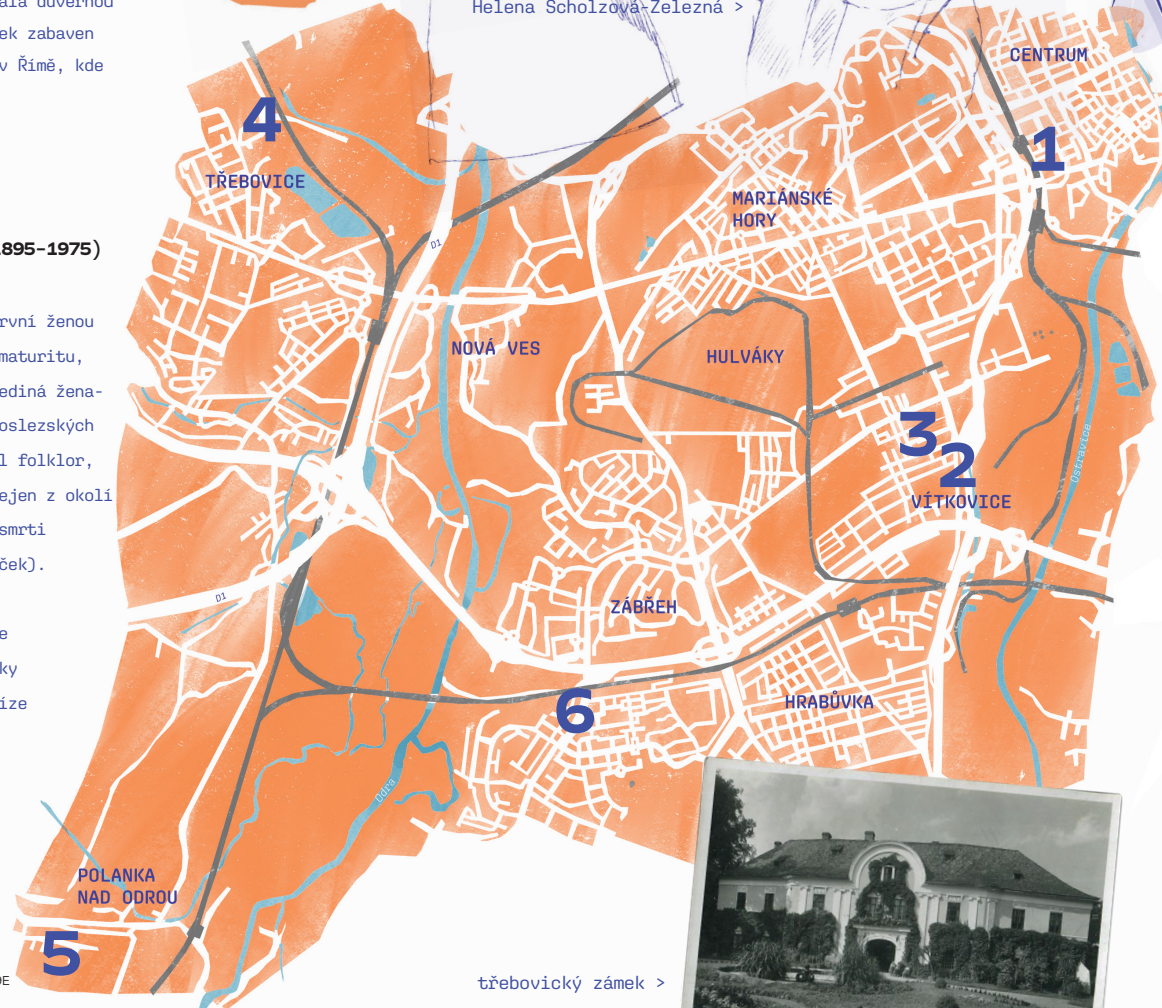 ala důvěrnou
ek zabaven
v Římě, kde
895–1975)
rvní ženou
maturitu,
ediná žena-
oslezských
l folklor,
ejen z okolí
smrti
ček).
e
ky
íze
Helena Scholzová-Železná >
CENTRUM
4
1
TŘEBOVICE
MARIÁNSKÉ
HORY
D1
NOVÁ VES
HULVÁKY
3
2
VÍTKOVICE
Ostravice
D1
ZÁBŘEH
6
HRABŮVKA
Odra
POLANKA
NAD ODROU
5
třebovický zámek >